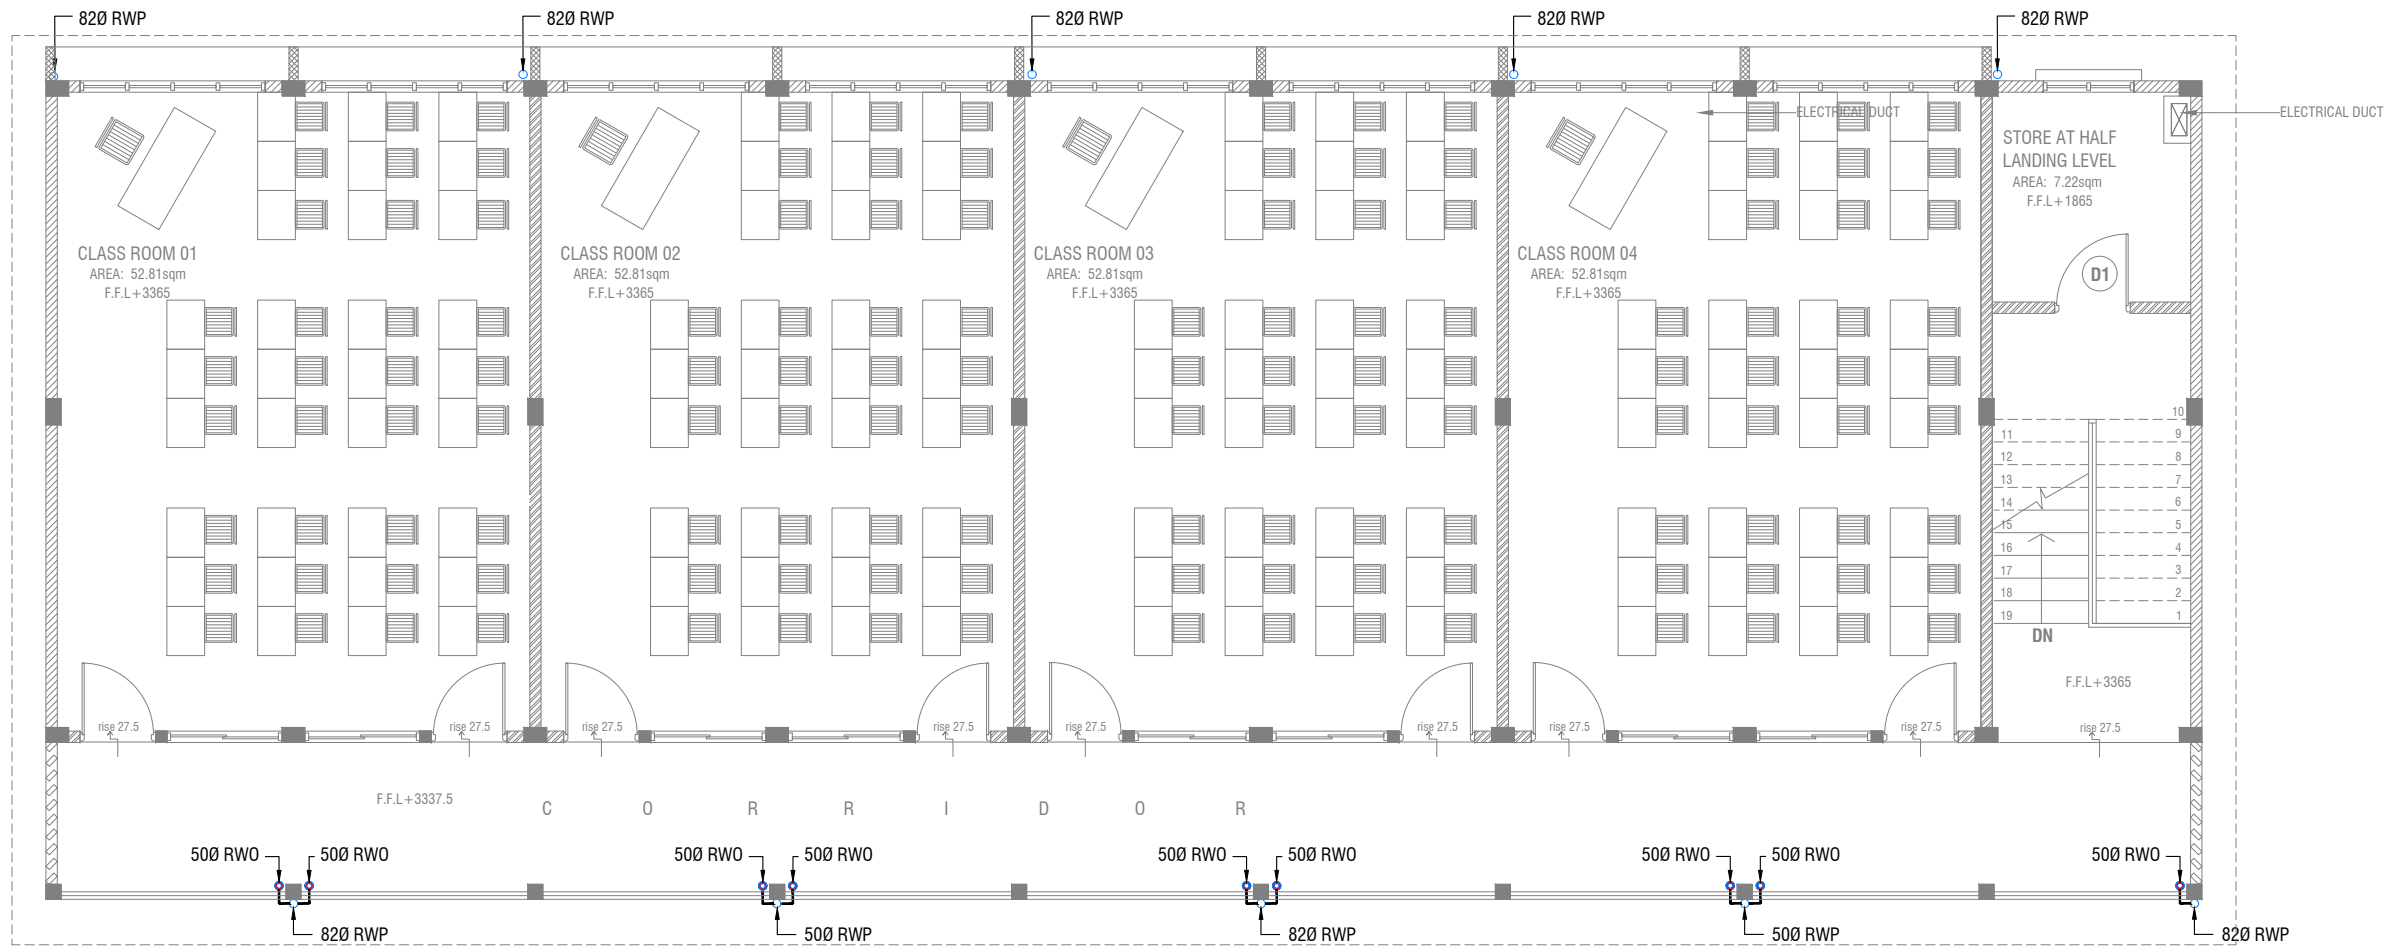 82Ø RWP
82Ø RWP
82Ø RWP
82Ø RWP
82Ø RWP
ELECTRICAL DUCT
ELECTRICAL DUCT
STORE AT HALF
LANDING LEVEL
AREA: 7.22sqm
F.F.L+1865
CLASS ROOM 01
AREA: 52.81sqm
F.F.L+3365
CLASS ROOM 02
AREA: 52.81sqm
F.F.L+3365
CLASS ROOM 03
AREA: 52.81sqm
F.F.L+3365
CLASS ROOM 04
AREA: 52.81sqm
F.F.L+3365
D1
10
11
9
12
8
13
7
14
6
15
5
16
4
17
3
18
2
19
1
DN
F.F.L+3365
rise 27.5
rise 27.5
rise 27.5
rise 27.5
rise 27.5
rise 27.5
rise 27.5
rise 27.5
rise 27.5
F.F.L+3337.5
C O R R I D O R
50Ø RWO
50Ø RWO
50Ø RWO
50Ø RWO
50Ø RWO
50Ø RWO
50Ø RWO
50Ø RWO
50Ø RWO
82Ø RWP
50Ø RWP
82Ø RWP
50Ø RWP
82Ø RWP